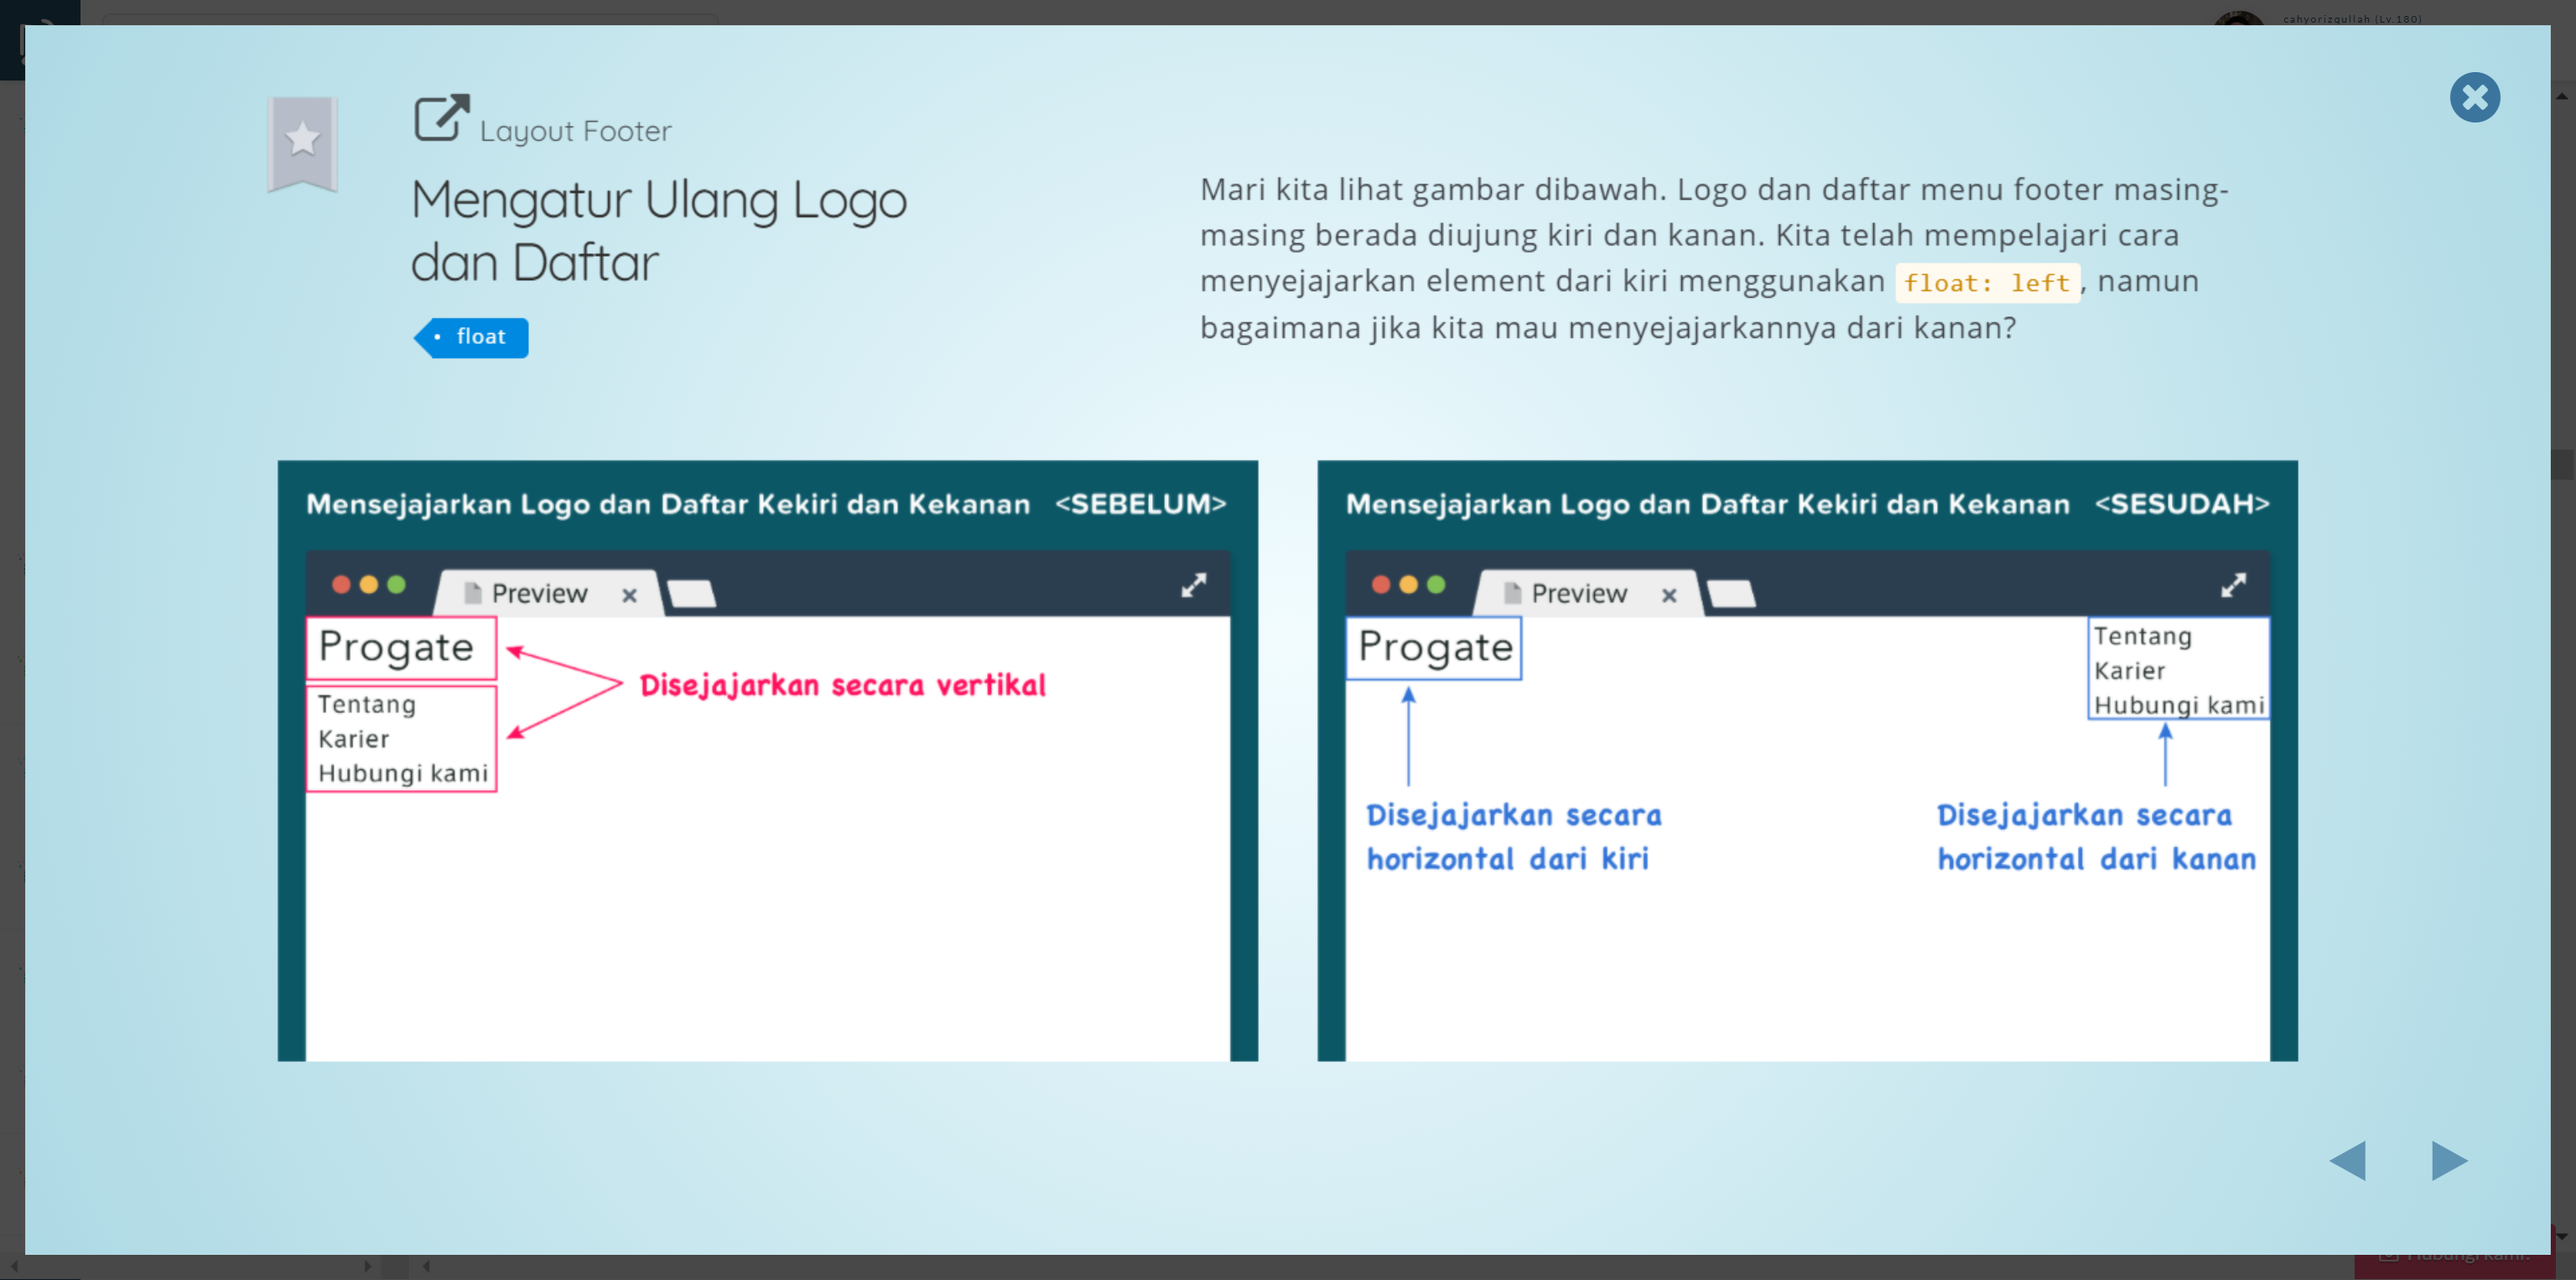 cahyorizqullah (Lv.180)
Layout Footer
Mengatur Ulang Logo
dan Daftar
float
Mari kita lihat gambar dibawah. Logo dan daftar menu footer masing-
masing berada diujung kiri dan kanan. Kita telah mempelajari cara
menyejajarkan element dari kiri menggunakan float: left, namun
bagaimana jika kita mau menyejajarkannya dari kanan?
Mensejajarkan Logo dan Daftar Kekiri dan Kekanan <SEBELUM>
Preview
Progate
Disejajarkan secara vertikal
Tentang
Karier
Hubungi kami
Mensejajarkan Logo dan Daftar Kekiri dan Kekanan <SESUDAH>
Preview
Progate
Tentang
Karier
Hubungi kami
Disejajarkan secara
horizontal dari kiri
Disejajarkan secara
horizontal dari kanan